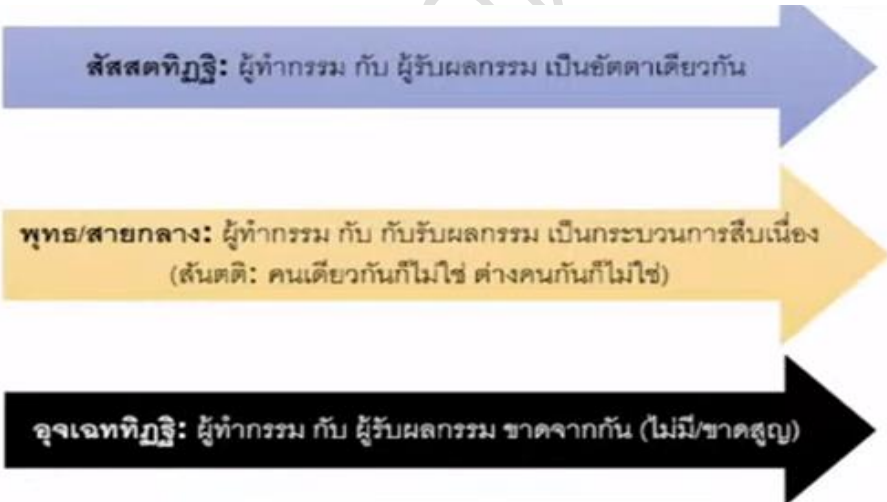 สัสสตทิฏฐิ: ผู้ทำกรรม กับ ผู้รับผลกรรม เป็นอัตตาเดียวกัน
พุทธ/สายกลาง: ผู้ทำกรรม กับ กับรับผลกรรม เป็นกระบวนการสืบเนื่อง
(สันตติ: คนเดียวกันก็ไม่ใช่ ต่างคนกันก็ไม่ใช่)
อุจเฉททิฏฐิ: ผู้ทำกรรม กับ ผู้รับผลกรรม ขาดจากกัน (ไม่มี/ขาดสูญ)